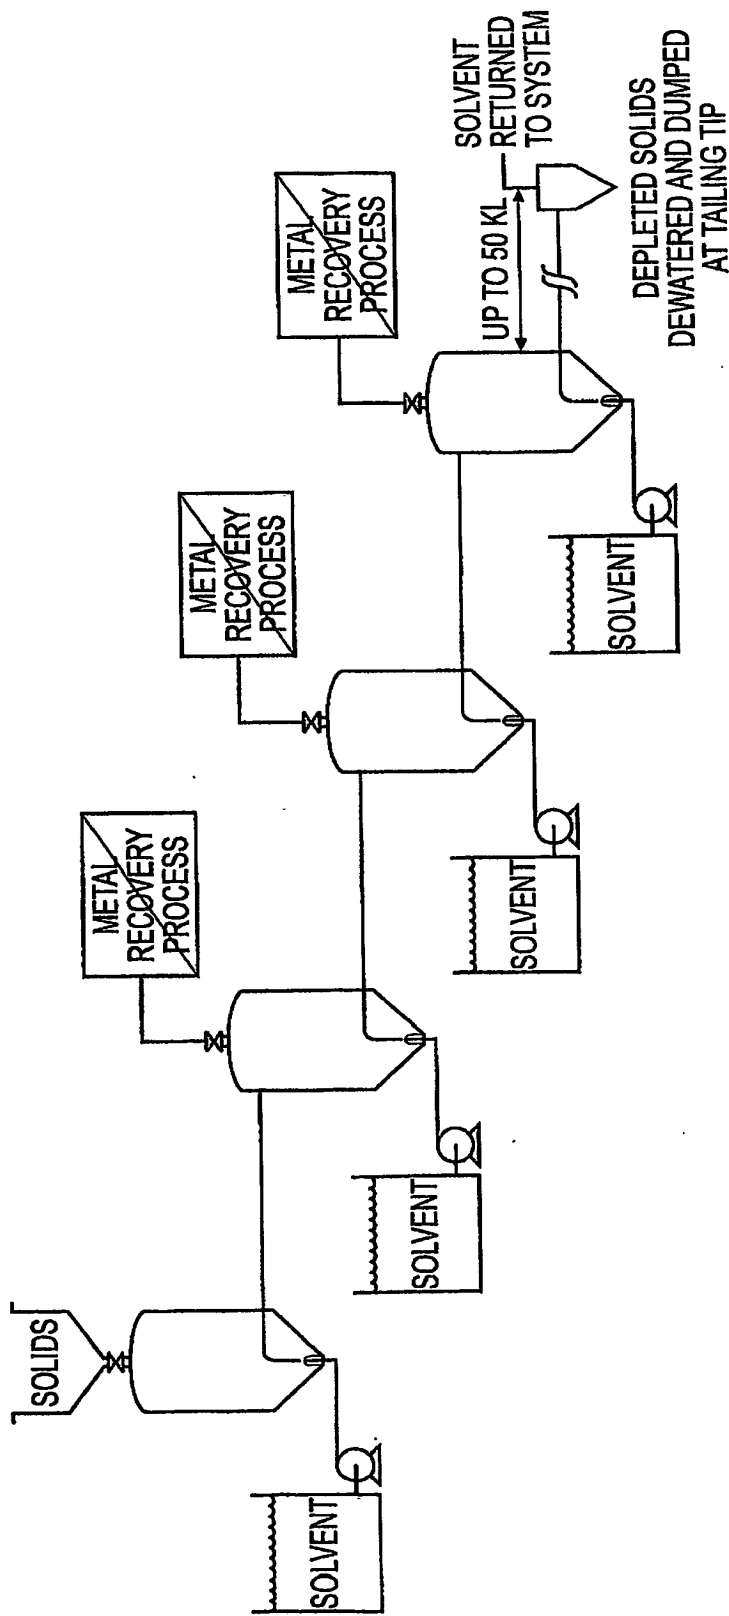 SOLIDS
SOLVENT
SOLVENT
METAL
RECOVERY
PROCESS
SOLVENT
METAL
RECOVERY
PROCESS
SOLVENT
METAL
RECOVERY
PROCESS
UP TO 50 KL
SOLVENT
RETURNED
TO SYSTEM
DEPLETED SOLIDS
DEWATERED AND DUMPED
AT TAILING TIP